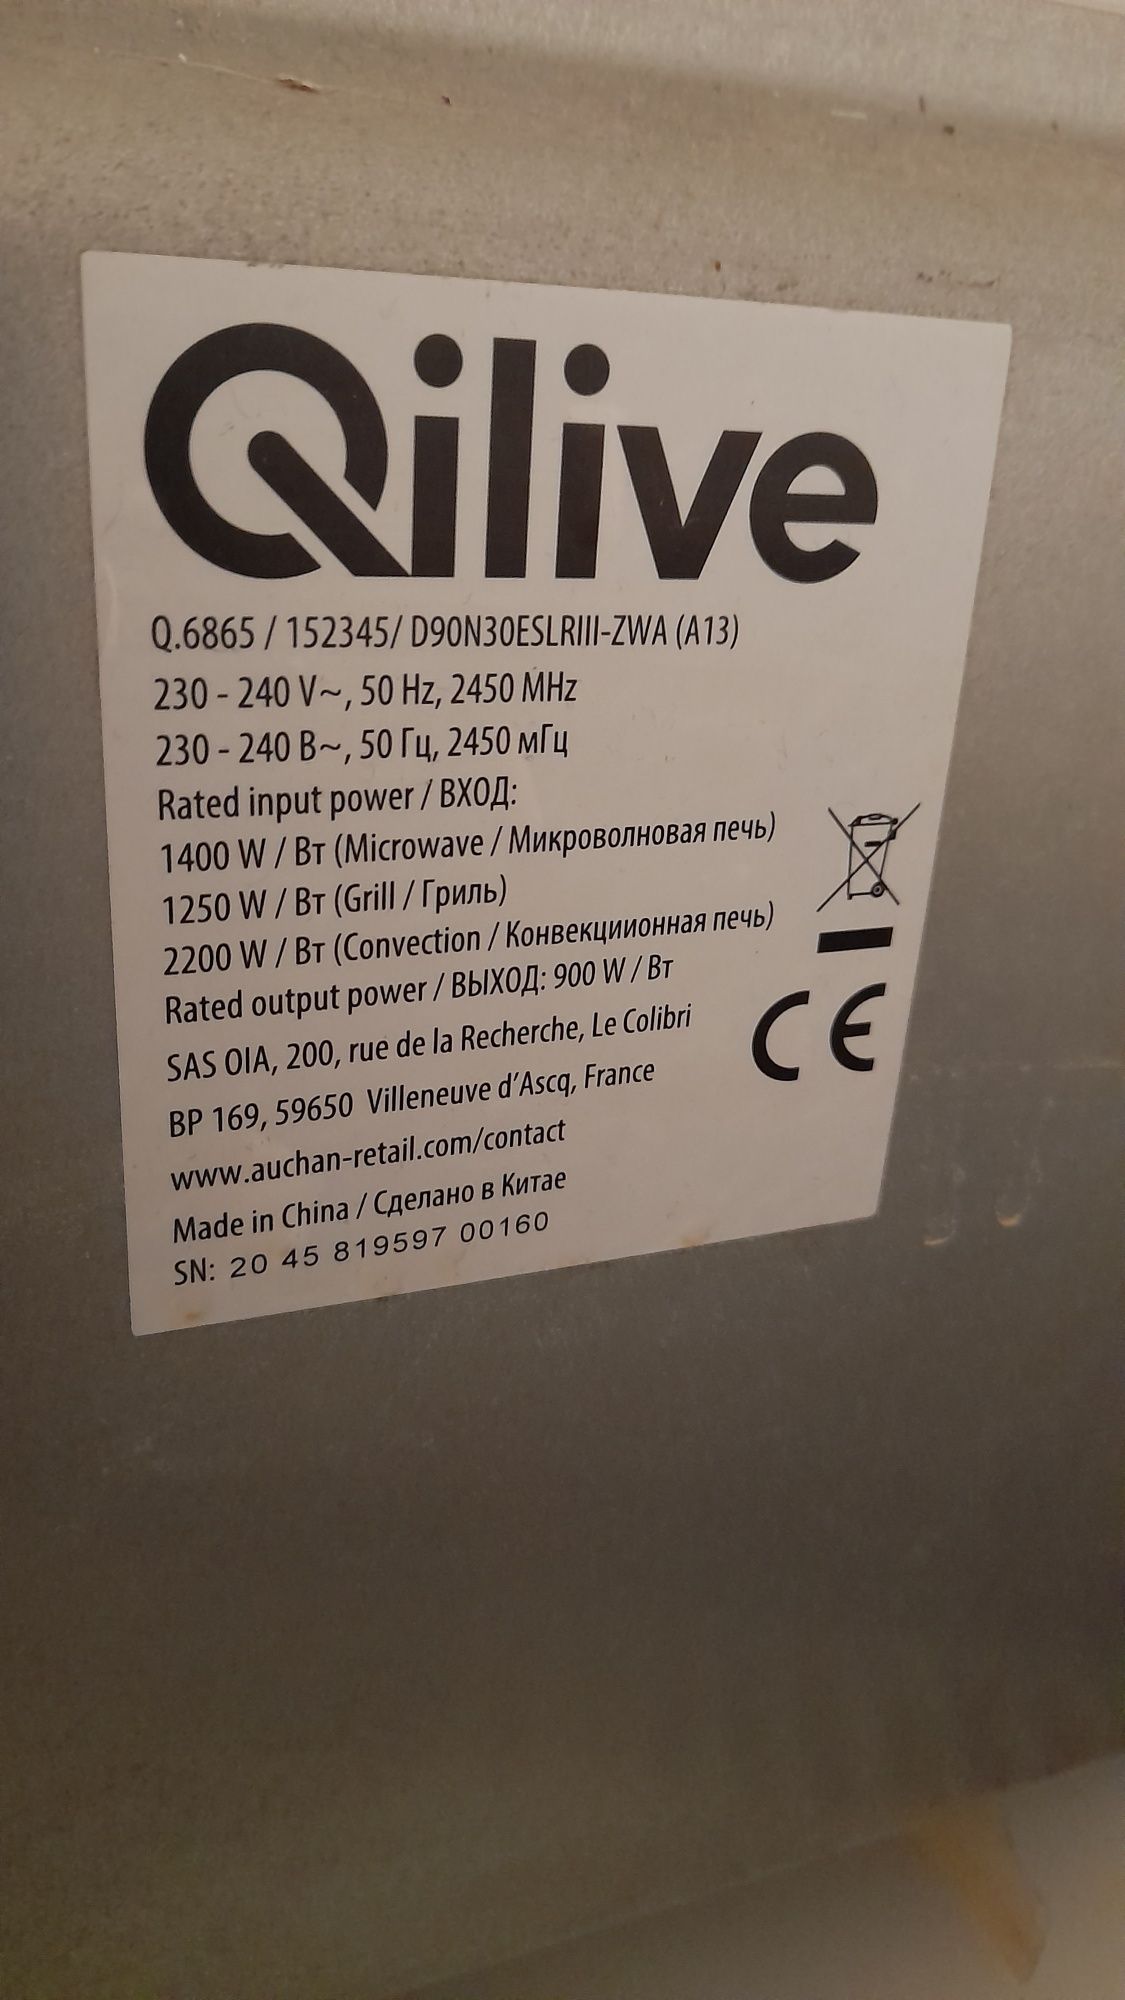 Qilive
Q.6865 / 152345/ D90N30ESLRIII-ZWA (A13)
230 - 240 V~, 50 Hz, 2450 MHz
230 - 240 В~, 50 Гц, 2450 мГц
Rated input power / ВХОД:
1400 W / Вт (Microwave / Микроволновая печь)
1250 W / Вт (Grill / Гриль)
2200 W / Вт (Convection / Конвекциионная печь)
Rated output power / ВЫХОД: 900 W / Вт
SAS OIA, 200, rue de la Recherche, Le Colibri
BP 169, 59650 Villeneuve d'Ascq, France
www.auchan-retail.com/contact
Made in China / Сделано в Китае
SN: 20 45 819597 00160
CE